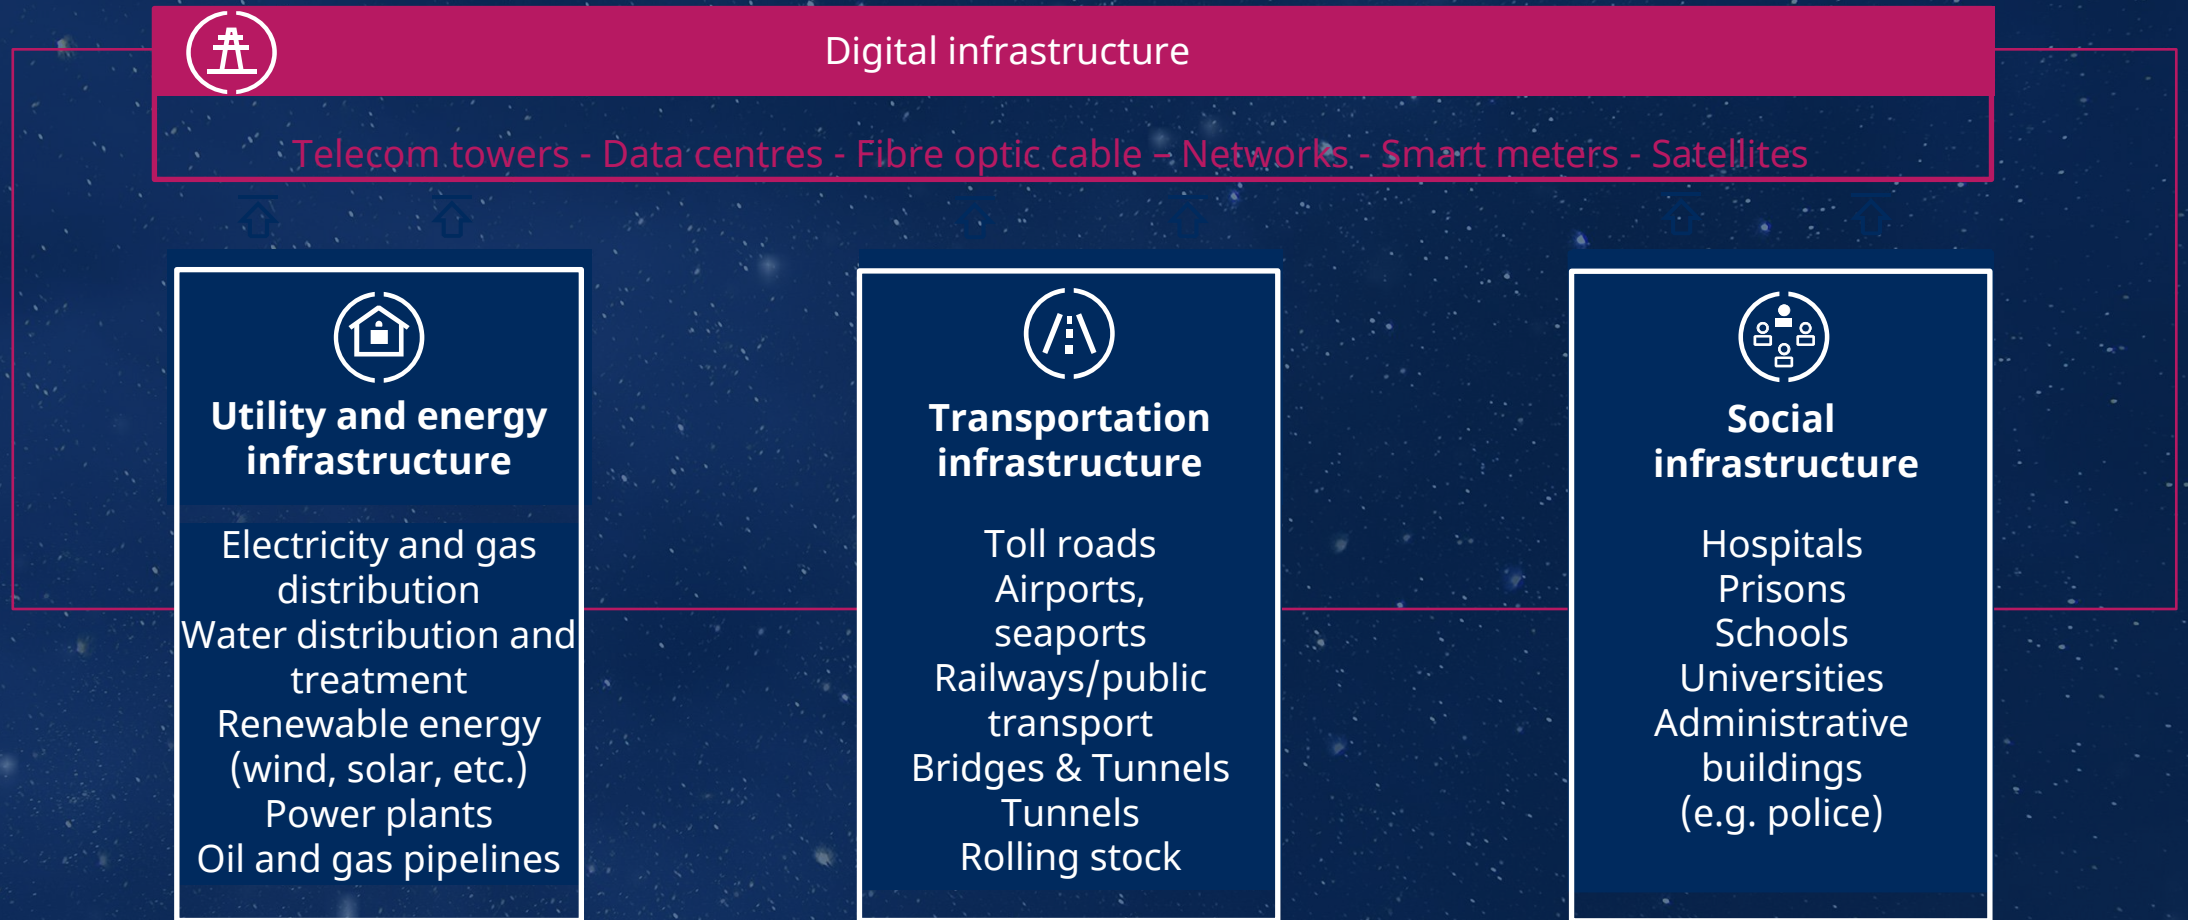 Digital infrastructure
Telecom towers - Data centres - Fibre optic cable – Networks - Smart meters - Satellites
Utility and energy
infrastructure
Electricity and gas
distribution
Water distribution and
treatment
Renewable energy
(wind, solar, etc.)
Power plants
Oil and gas pipelines
Transportation
infrastructure
Toll roads
Airports,
seaports
Railways/public
transport
Bridges & Tunnels
Tunnels
Rolling stock
Social
infrastructure
Hospitals
Prisons
Schools
Universities
Administrative
buildings
(e.g. police)